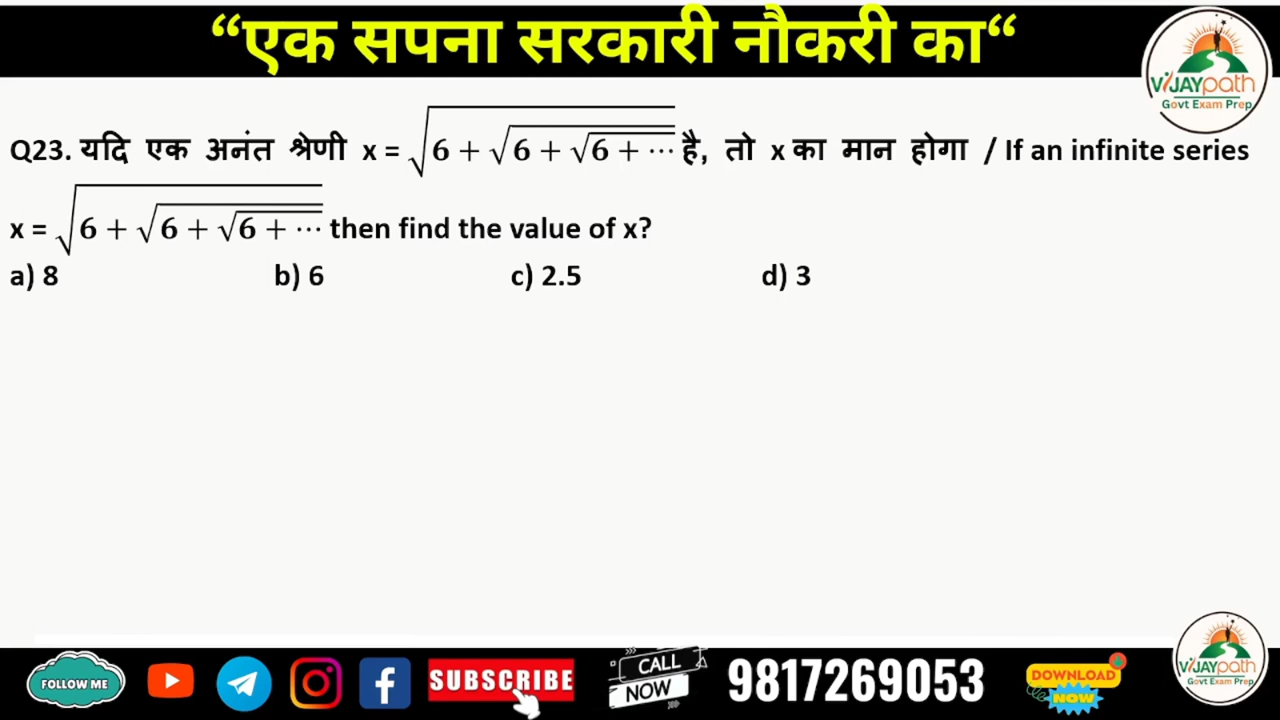 “एक सपना सरकारी नौकरी का“
VIJAYpath
Govt Exam Prep
Q23. यदि एक अनंत श्रेणी x = √(6 + √(6 + √(6 + ⋯ है, तो x का मान होगा / If an infinite series
x = √(6 + √(6 + √(6 + ⋯ then find the value of x?
a) 8 b) 6 c) 2.5 d) 3
FOLLOW ME
SUBSCRIBE
CALL
NOW
9817269053
DOWNLOAD
NOW
VIJAYpath
Govt Exam Prep